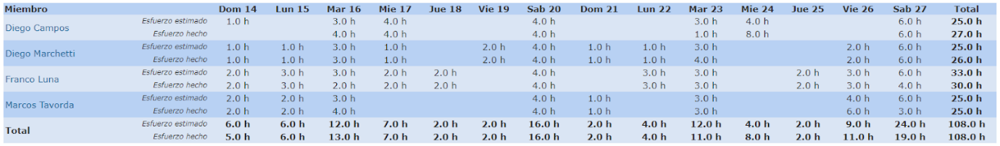 Miembro Dom 14 Lun 15 Mar 16 Mie 17 Jue 18 Vie 19 Sab 20 Dom 21 Lun 22 Mar 23 Mie 24 Jue 25 Vie 26 Sab 27 Total
Diego Campos
Esfuerzo estimado 1.0 h 3.0 h 4.0 h 4.0 h 3.0 h 4.0 h 6.0 h 25.0 h
Esfuerzo hecho 4.0 h 4.0 h 4.0 h 1.0 h 8.0 h 6.0 h 27.0 h
Diego Marchetti
Esfuerzo estimado 1.0 h 1.0 h 3.0 h 1.0 h 2.0 h 4.0 h 1.0 h 1.0 h 3.0 h 2.0 h 6.0 h 25.0 h
Esfuerzo hecho 1.0 h 1.0 h 3.0 h 1.0 h 2.0 h 4.0 h 1.0 h 1.0 h 4.0 h 2.0 h 6.0 h 26.0 h
Franco Luna
Esfuerzo estimado 2.0 h 3.0 h 3.0 h 2.0 h 2.0 h 4.0 h 3.0 h 3.0 h 2.0 h 3.0 h 6.0 h 33.0 h
Esfuerzo hecho 2.0 h 3.0 h 2.0 h 2.0 h 2.0 h 4.0 h 3.0 h 3.0 h 2.0 h 3.0 h 4.0 h 30.0 h
Marcos Tavorda
Esfuerzo estimado 2.0 h 2.0 h 3.0 h 4.0 h 1.0 h 3.0 h 4.0 h 6.0 h 25.0 h
Esfuerzo hecho 2.0 h 2.0 h 4.0 h 4.0 h 1.0 h 3.0 h 6.0 h 3.0 h 25.0 h
Total
Esfuerzo estimado 6.0 h 6.0 h 12.0 h 7.0 h 2.0 h 2.0 h 16.0 h 2.0 h 4.0 h 12.0 h 4.0 h 2.0 h 9.0 h 24.0 h 108.0 h
Esfuerzo hecho 5.0 h 6.0 h 13.0 h 7.0 h 2.0 h 2.0 h 16.0 h 2.0 h 4.0 h 11.0 h 8.0 h 2.0 h 11.0 h 19.0 h 108.0 h